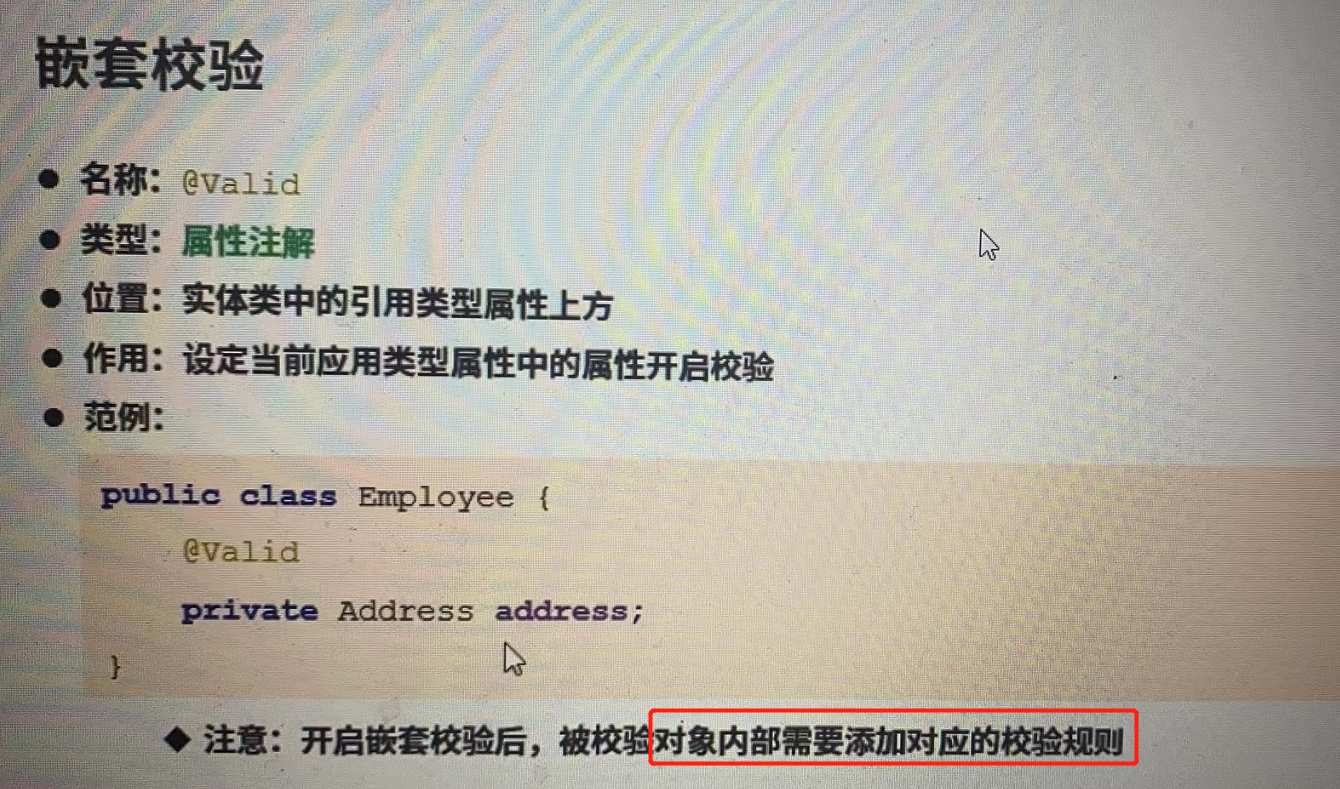 嵌套校验
● 名称：@Valid
● 类型：属性注解
● 位置：实体类中的引用类型属性上方
● 作用：设定当前应用类型属性中的属性开启校验
● 范例：
public class Employee {
@Valid
private Address address;
}
◆ 注意：开启嵌套校验后，被校验对象内部需要添加对应的校验规则